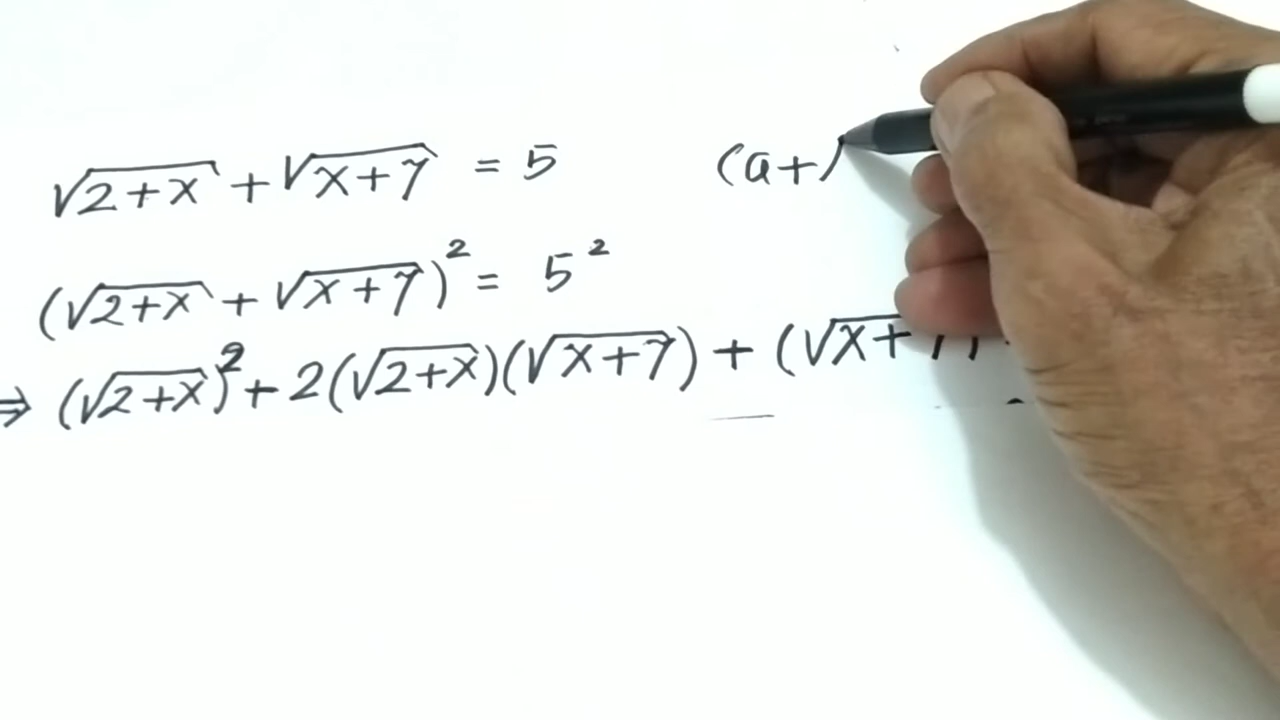 √2+x + √x+7 = 5
(a+
(√2+x + √x+7)² = 5²
⇒ (√2+x)² + 2(√2+x)(√x+7) + (√x+